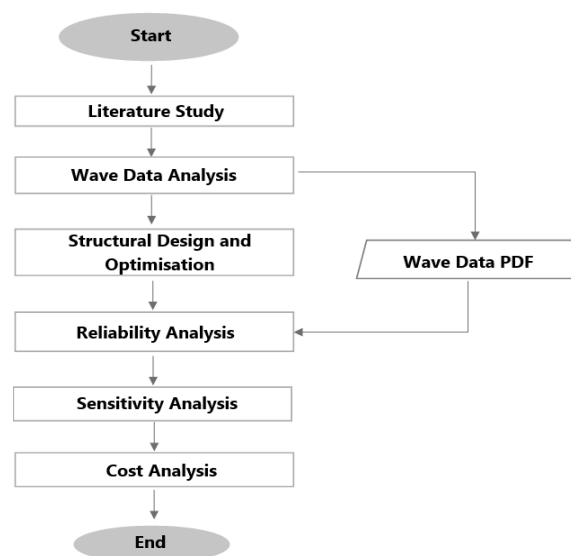 Start
Literature Study
Wave Data Analysis
Structural Design and
Optimisation
Wave Data PDF
Reliability Analysis
Sensitivity Analysis
Cost Analysis
End